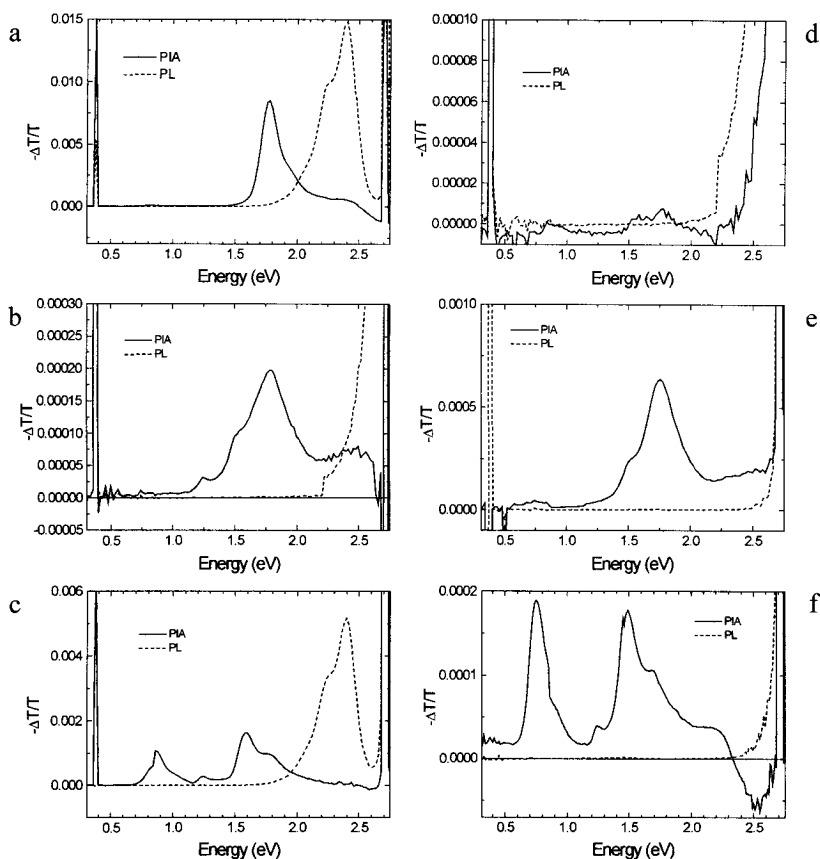 a
0.015
0.010
0.005
0.000
-ΔT/T
PIA
PL
0.5 1.0 1.5 2.0 2.5
Energy (eV)
b
0.00030
0.00020
0.00015
0.00010
0.00005
0.00000
-0.00005
-ΔT/T
PIA
PL
0.5 1.0 1.5 2.0 2.5
Energy (eV)
c
0.006
0.004
0.002
0.000
-ΔT/T
PIA
PL
0.5 1.0 1.5 2.0 2.5
Energy (eV)
d
0.00010
0.00008
0.00006
0.00004
0.00002
0.00000
-ΔT/T
PIA
PL
0.5 1.0 1.5 2.0 2.5
Energy (eV)
e
0.0010
0.0005
0.0000
-ΔT/T
PIA
PL
0.5 1.0 1.5 2.0 2.5
Energy (eV)
f
0.0002
0.0001
0.0000
-ΔT/T
PIA
PL
0.5 1.0 1.5 2.0 2.5
Energy (eV)